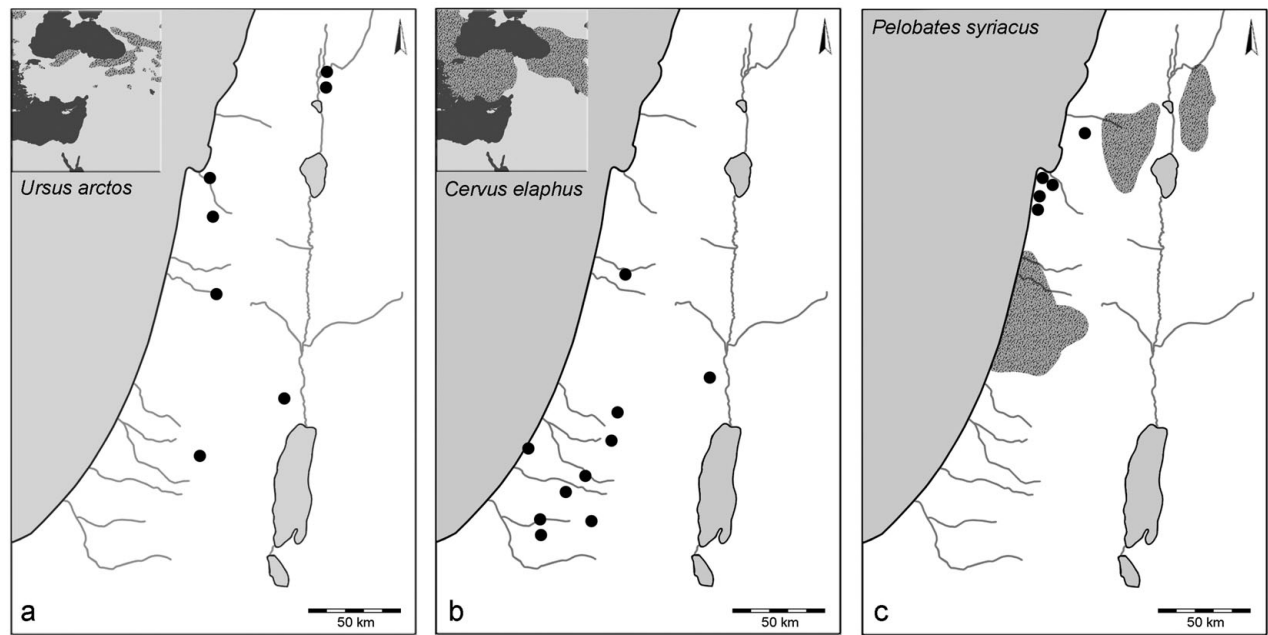 Ursus arctos
a
50 km
Cervus elaphus
b
50 km
Pelobates syriacus
c
50 km